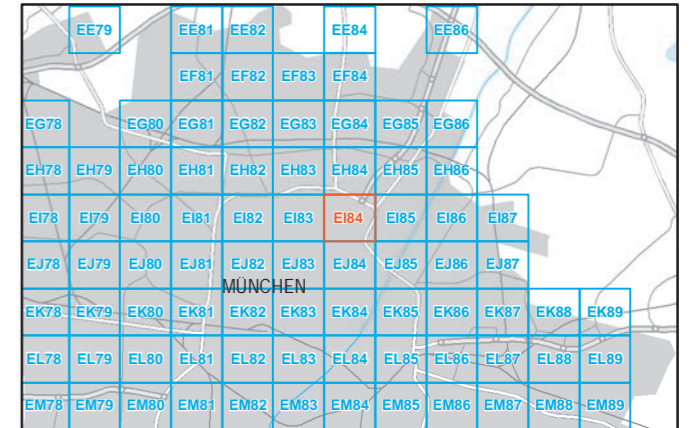 EE79 EE81 EE82 EE84 EE86
EF81 EF82 EF83 EF84
EG78 EG80 EG81 EG82 EG83 EG84 EG85 EG86
EH78 EH79 EH80 EH81 EH82 EH83 EH84 EH85 EH86
EI78 EI79 EI80 EI81 EI82 EI83 EI84 EI85 EI86 EI87
EJ78 EJ79 EJ80 EJ81 EJ82 EJ83 EJ84 EJ85 EJ86 EJ87
MÜNCHEN
EK78 EK79 EK80 EK81 EK82 EK83 EK84 EK85 EK86 EK87 EK88 EK89
EL78 EL79 EL80 EL81 EL82 EL83 EL84 EL85 EL86 EL87 EL88 EL89
EM78 EM79 EM80 EM81 EM82 EM83 EM84 EM85 EM86 EM87 EM88 EM89